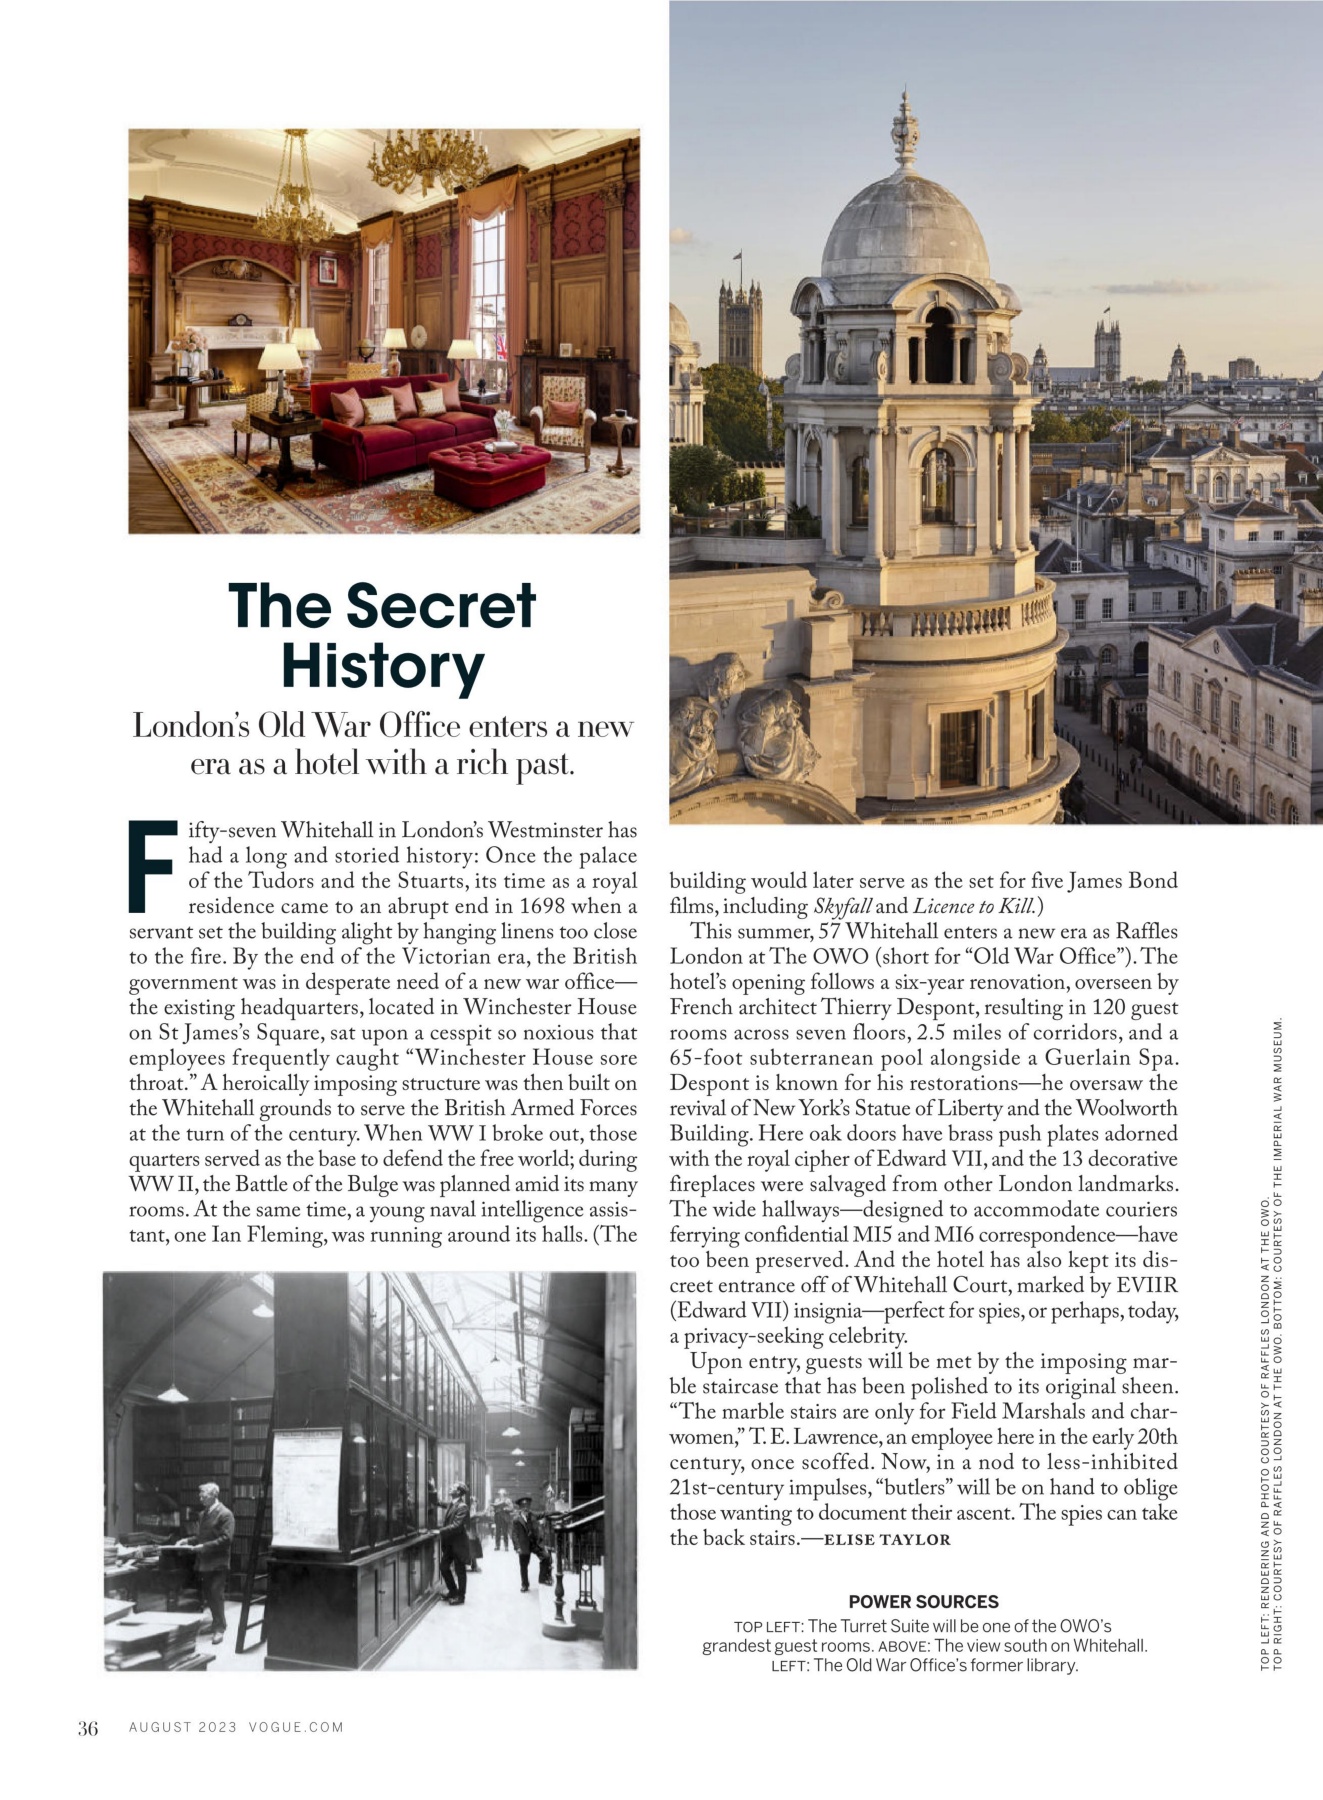 The Secret
History
London's Old War Office enters a new
era as a hotel with a rich past.
Fifty-seven Whitehall in London's Westminster has
had a long and storied history: Once the palace
of the Tudors and the Stuarts, its time as a royal
residence came to an abrupt end in 1698 when a
servant set the building alight by hanging linens too close
to the fire. By the end of the Victorian era, the British
government was in desperate need of a new war office—
the existing headquarters, located in Winchester House
on St James's Square, sat upon a cesspit so noxious that
employees frequently caught “Winchester House sore
throat.” A heroically imposing structure was then built on
the Whitehall grounds to serve the British Armed Forces
at the turn of the century. When WW I broke out, those
quarters served as the base to defend the free world; during
WW II, the Battle of the Bulge was planned amid its many
rooms. At the same time, a young naval intelligence assis-
tant, one Ian Fleming, was running around its halls. (The
building would later serve as the set for five James Bond
films, including Skyfall and Licence to Kill.)
This summer, 57 Whitehall enters a new era as Raffles
London at The OWO (short for “Old War Office”). The
hotel's opening follows a six-year renovation, overseen by
French architect Thierry Despont, resulting in 120 guest
rooms across seven floors, 2.5 miles of corridors, and a
65-foot subterranean pool alongside a Guerlain Spa.
Despont is known for his restorations—he oversaw the
revival of New York's Statue of Liberty and the Woolworth
Building. Here oak doors have brass push plates adorned
with the royal cipher of Edward VII, and the 13 decorative
fireplaces were salvaged from other London landmarks.
The wide hallways—designed to accommodate couriers
ferrying confidential MI5 and MI6 correspondence—have
too been preserved. And the hotel has also kept its dis-
creet entrance off of Whitehall Court, marked by EVIIR
(Edward VII) insignia—perfect for spies, or perhaps, today,
a privacy-seeking celebrity.
Upon entry, guests will be met by the imposing mar-
ble staircase that has been polished to its original sheen.
“The marble stairs are only for Field Marshals and char-
women,” T. E. Lawrence, an employee here in the early 20th
century, once scoffed. Now, in a nod to less-inhibited
21st-century impulses, “butlers” will be on hand to oblige
those wanting to document their ascent. The spies can take
the back stairs.—ELISE TAYLOR
POWER SOURCES
TOP LEFT: The Turret Suite will be one of the OWO's
grandest guest rooms. ABOVE: The view south on Whitehall.
LEFT: The Old War Office's former library.
TOP LEFT: RENDERING AND PHOTO COURTESY OF RAFFLES LONDON AT THE OWO.
TOP RIGHT: COURTESY OF RAFFLES LONDON AT THE OWO. BOTTOM: COURTESY OF THE IMPERIAL WAR MUSEUM.
36 AUGUST 2023 VOGUE.COM